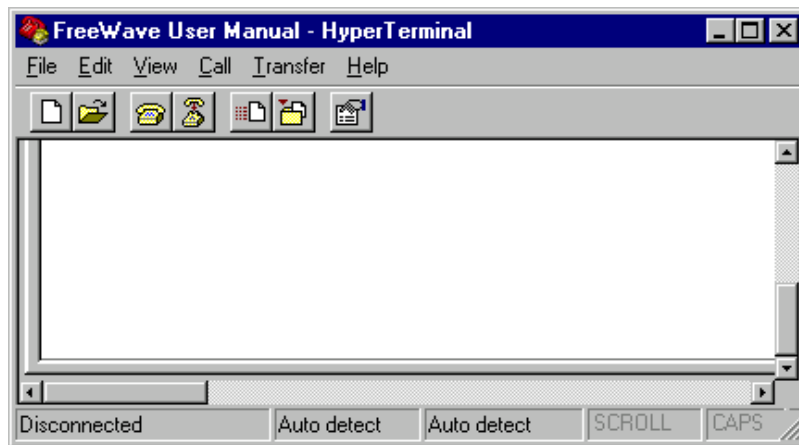 FreeWave User Manual - HyperTerminal
File Edit View Call Transfer Help
Disconnected Auto detect Auto detect SCROLL CAPS